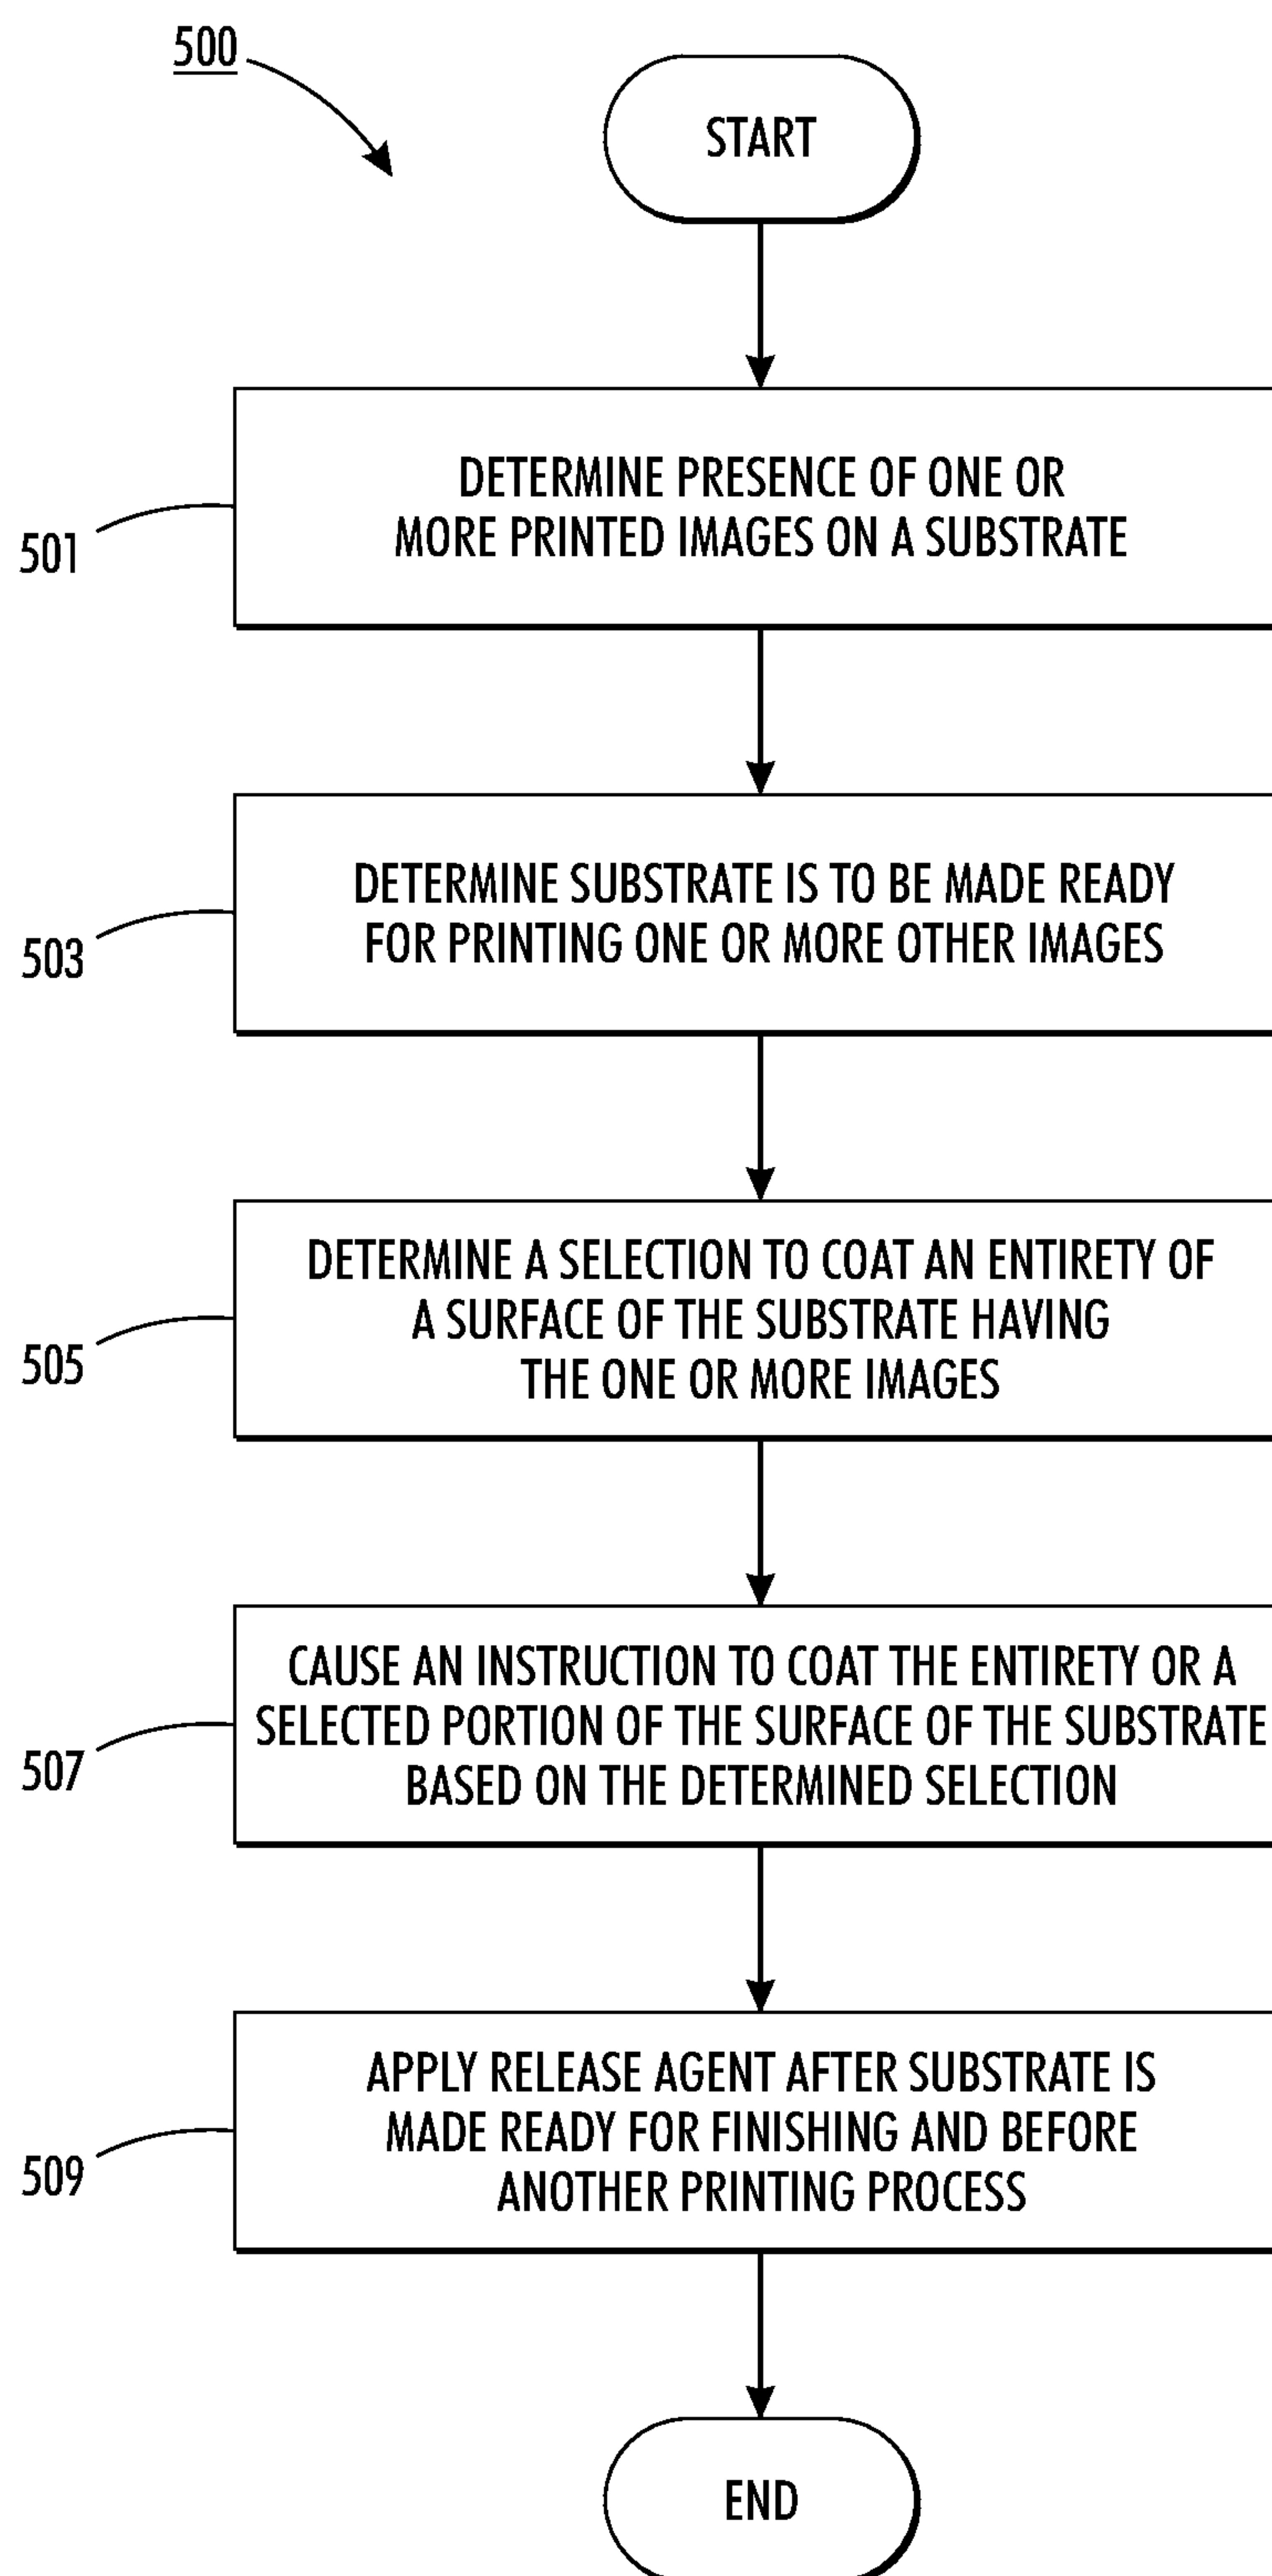 500
START
DETERMINE PRESENCE OF ONE OR
MORE PRINTED IMAGES ON A SUBSTRATE
501
DETERMINE SUBSTRATE IS TO BE MADE READY
FOR PRINTING ONE OR MORE OTHER IMAGES
503
DETERMINE A SELECTION TO COAT AN ENTIRETY OF
A SURFACE OF THE SUBSTRATE HAVING
THE ONE OR MORE IMAGES
505
CAUSE AN INSTRUCTION TO COAT THE ENTIRETY OR A
SELECTED PORTION OF THE SURFACE OF THE SUBSTRATE
BASED ON THE DETERMINED SELECTION
507
APPLY RELEASE AGENT AFTER SUBSTRATE IS
MADE READY FOR FINISHING AND BEFORE
ANOTHER PRINTING PROCESS
509
END